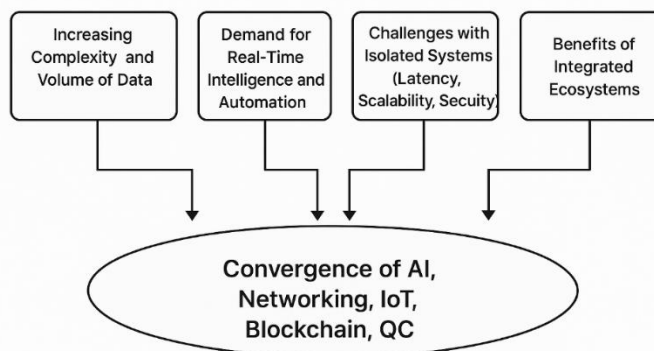 Increasing
Complexity and
Volume of Data
Demand for
Real-Time
Intelligence and
Automation
Challenges with
Isolated Systems
(Latency,
Scalability, Secuity)
Benefits of
Integrated
Ecosystems
Convergence of AI,
Networking, IoT,
Blockchain, QC